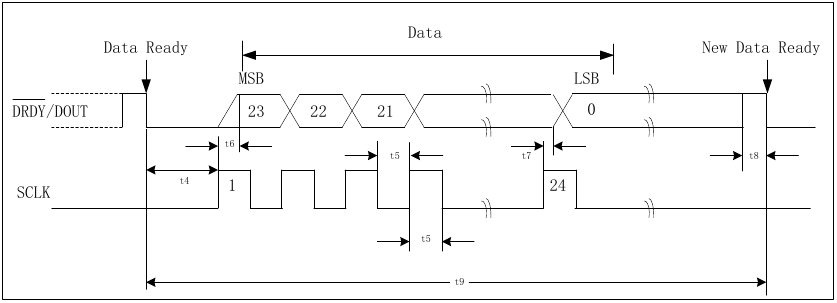 Data
Data Ready
New Data Ready
MSB
LSB
DRDY/DOUT
23
22
21
0
t6
t5
t7
t8
t4
SCLK
1
24
t5
t9